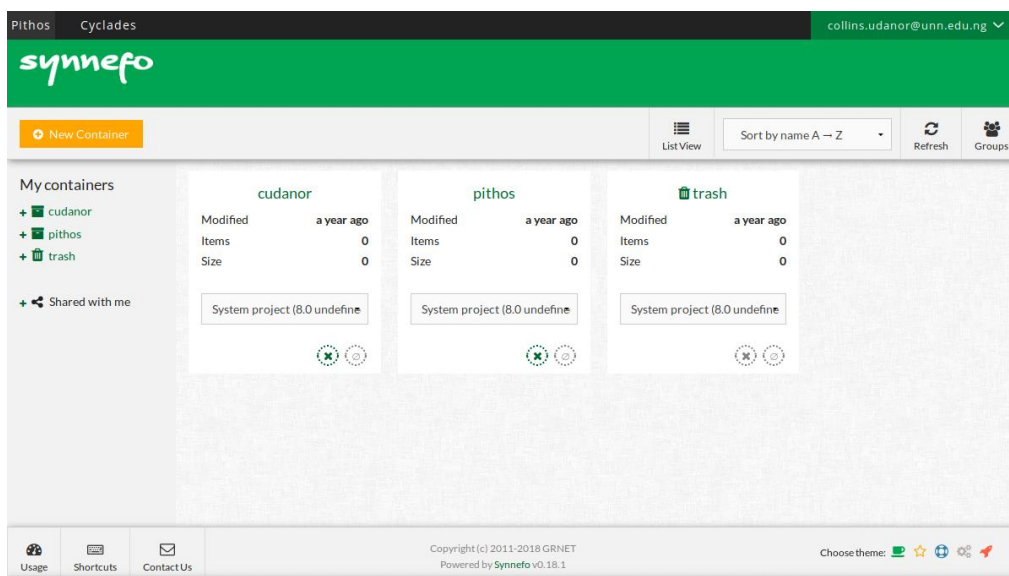 Pithos Cyclades collins.udanor@unn.edu.ng
synnefo
New Container List View Sort by name A → Z Refresh Groups
My containers
cudanor
pithos
trash
Shared with me
cudanor
Modified a year ago
Items 0
Size 0
System project (8.0 undefine
pithos
Modified a year ago
Items 0
Size 0
System project (8.0 undefine
trash
Modified a year ago
Items 0
Size 0
System project (8.0 undefine
Usage Shortcuts Contact Us
Copyright (c) 2011-2018 GRNET
Powered by Synnefo v0.18.1
Choose theme: